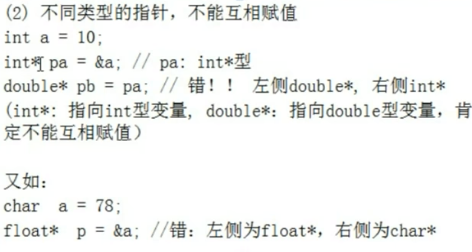 (2) 不同类型的指针，不能互相赋值
int a = 10;
int* pa = &a; // pa: int*型
double* pb = pa; // 错！！ 左侧double*, 右侧int*
(int*: 指向int型变量, double*：指向double型变量，肯
定不能互相赋值）
又如：
char a = 78;
float* p = &a; //错：左侧为float*，右侧为char*